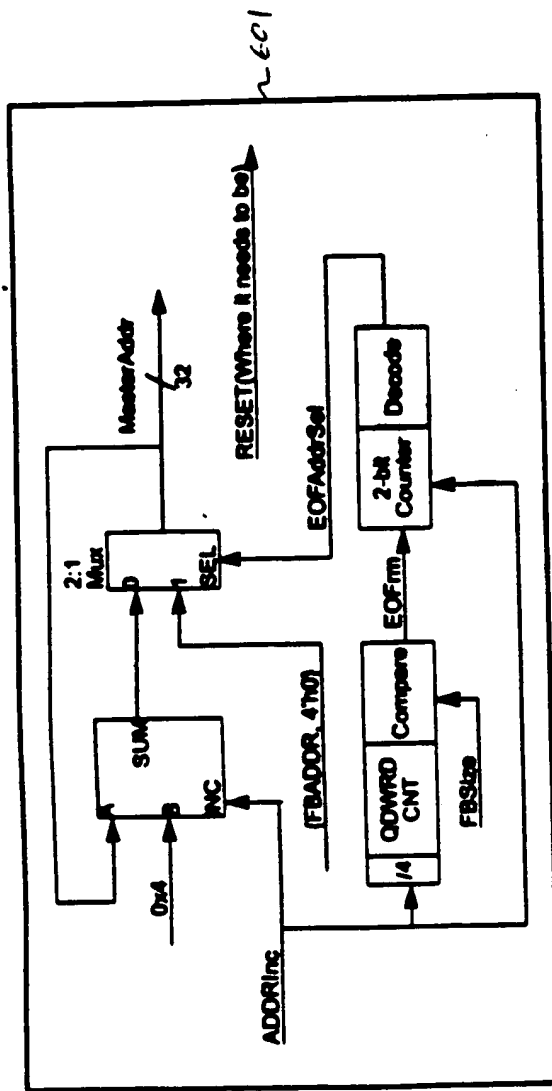 601
MasterAddr
32
RESET(Where it needs to be)
2:1
Mux
0
1
SEL
EOFAddrSel
SUM
A
B
INC
0x4
{FBADDR, 4'h0}
ADDRInc
/4
QDWRD
CNT
Compare
EOFrm
2-bit
Counter
Decode
FBSize